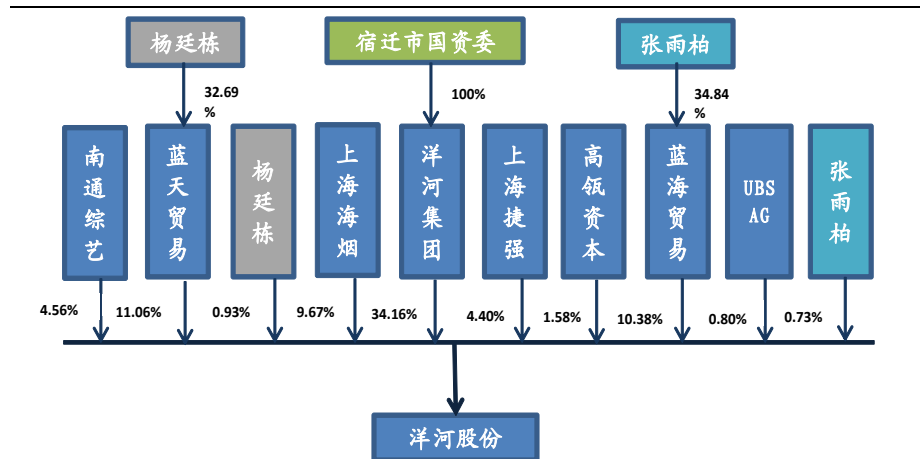 杨廷栋
宿迁市国资委
张雨柏
32.69
%
100%
34.84
%
南通综艺
蓝天贸易
杨廷栋
上海海烟
洋河集团
上海捷强
高瓴资本
蓝海贸易
UBS
AG
张雨柏
4.56%
11.06%
0.93%
9.67%
34.16%
4.40%
1.58%
10.38%
0.80%
0.73%
洋河股份